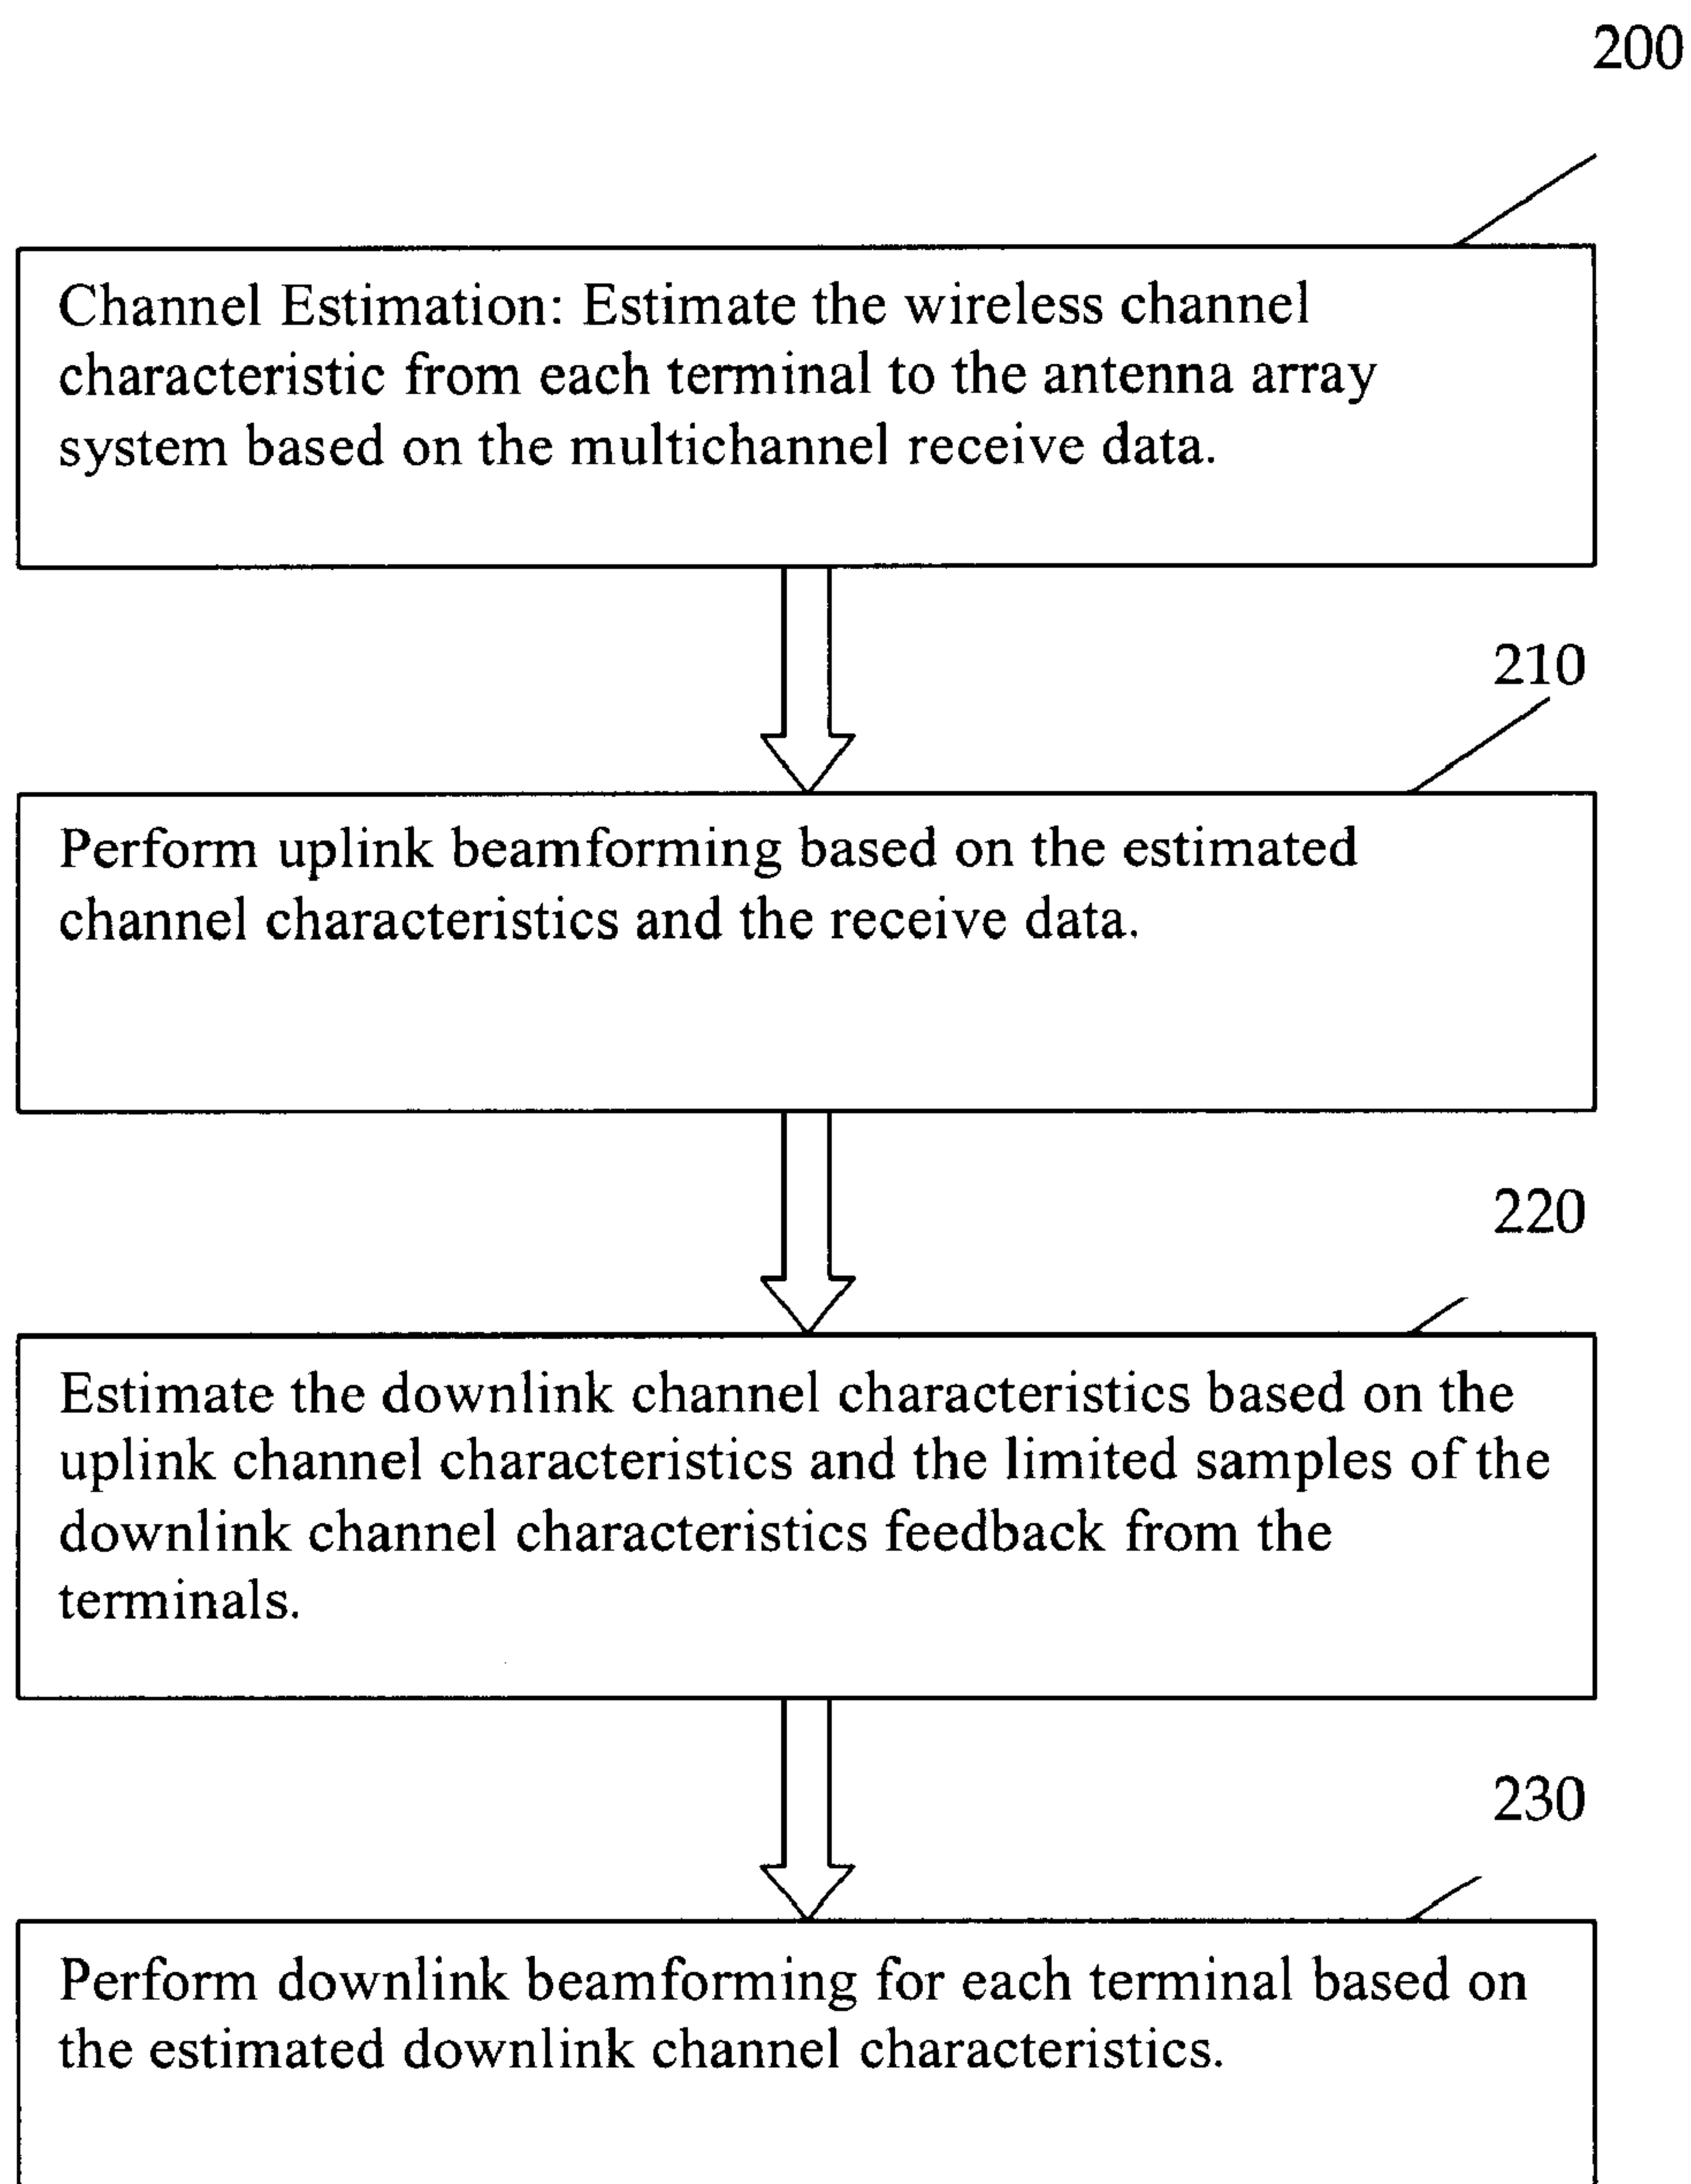 200
Channel Estimation: Estimate the wireless channel
characteristic from each terminal to the antenna array
system based on the multichannel receive data.
210
Perform uplink beamforming based on the estimated
channel characteristics and the receive data.
220
Estimate the downlink channel characteristics based on the
uplink channel characteristics and the limited samples of the
downlink channel characteristics feedback from the
terminals.
230
Perform downlink beamforming for each terminal based on
the estimated downlink channel characteristics.